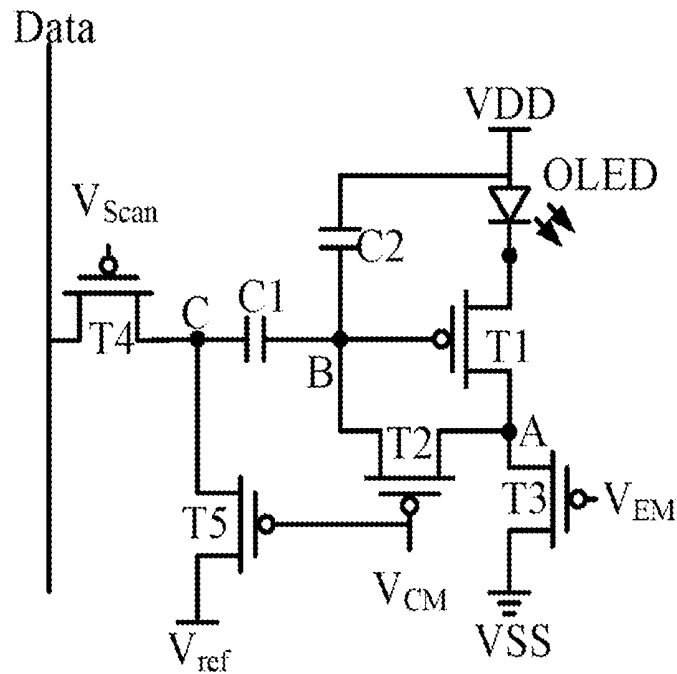 Data
VDD
OLED
V_Scan
C2
C1
C
T4
T1
B
A
T2
T3
V_EM
T5
V_CM
V_ref
VSS